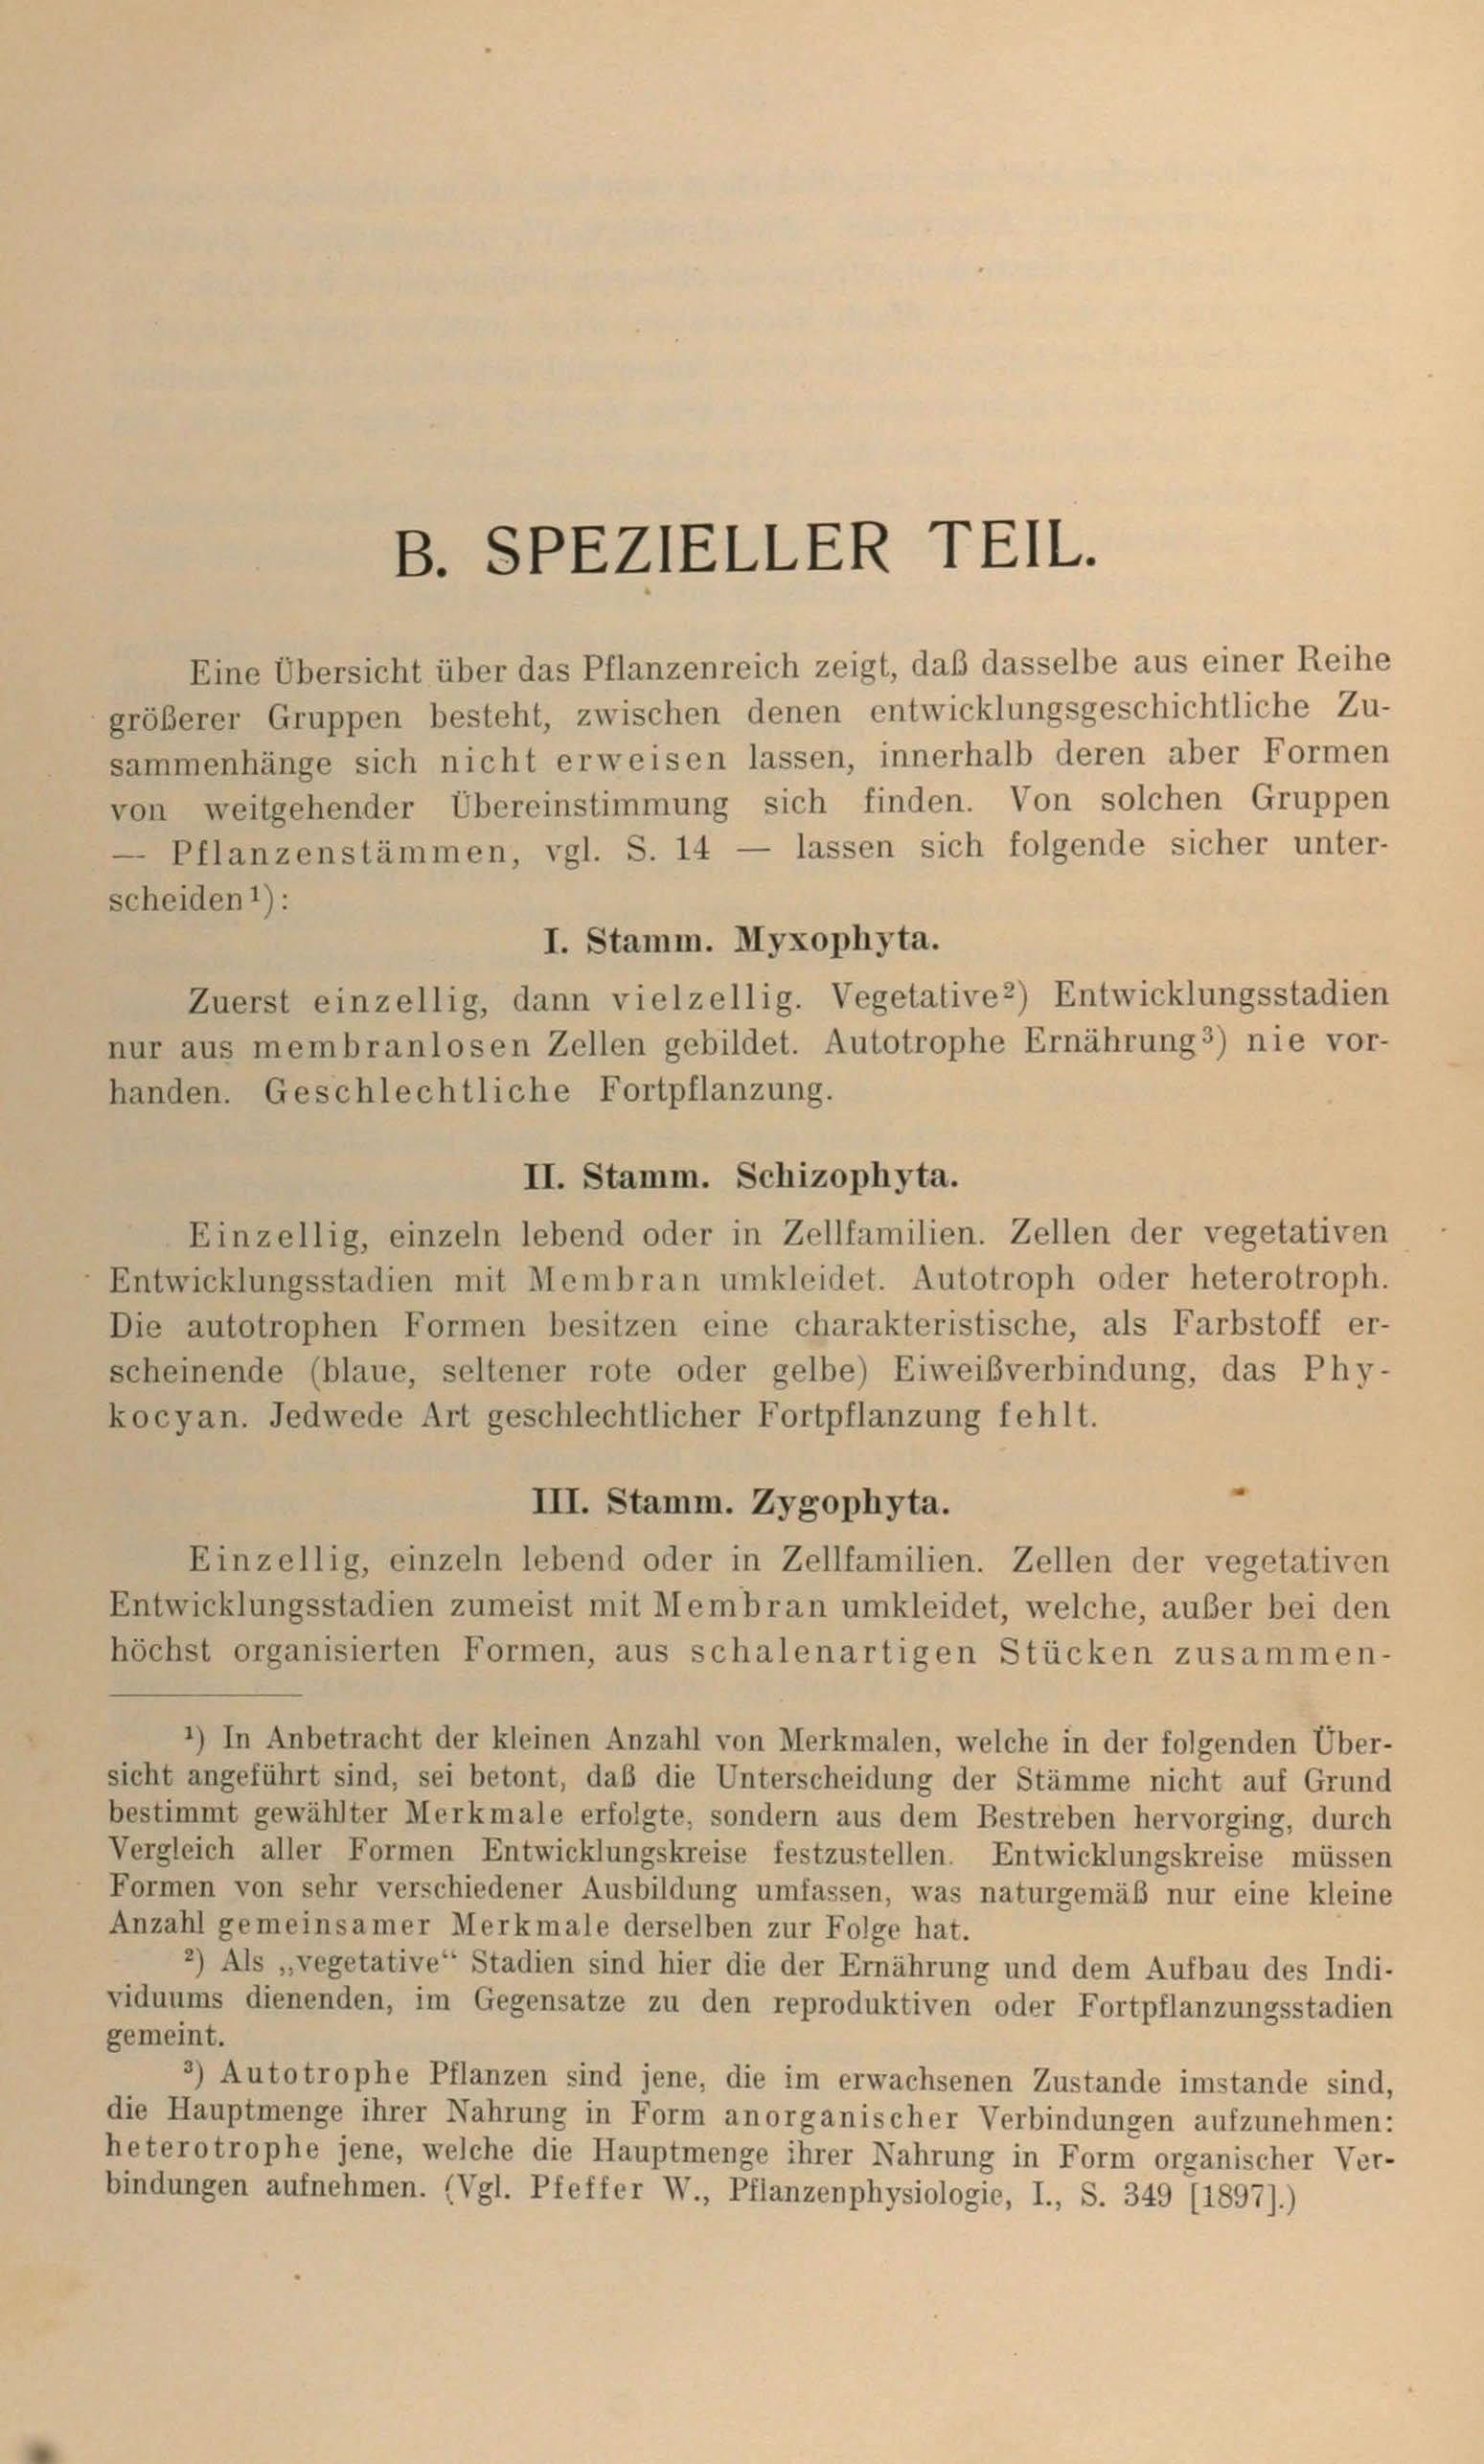 B. SPEZIELLER TEIL.
Eine Übersicht über das Pflanzenreich zeigt, daß dasselbe aus einer Reihe
größerer Gruppen besteht, zwischen denen entwicklungsgeschichtliche Zu-
sammenhänge sich nicht erweisen lassen, innerhalb deren aber Formen
von weitgehender Übereinstimmung sich finden. Von solchen Gruppen
— Pflanzenstämmen, vgl. S. 14 — lassen sich folgende sicher unter-
scheiden¹):
I. Stamm. Myxophyta.
Zuerst einzellig, dann vielzellig. Vegetative²) Entwicklungsstadien
nur aus membranlosen Zellen gebildet. Autotrophe Ernährung³) nie vor-
handen. Geschlechtliche Fortpflanzung.
II. Stamm. Schizophyta.
Einzellig, einzeln lebend oder in Zellfamilien. Zellen der vegetativen
Entwicklungsstadien mit Membran umkleidet. Autotroph oder heterotroph.
Die autotrophen Formen besitzen eine charakteristische, als Farbstoff er-
scheinende (blaue, seltener rote oder gelbe) Eiweißverbindung, das Phy-
kocyan. Jedwede Art geschlechtlicher Fortpflanzung fehlt.
III. Stamm. Zygophyta.
Einzellig, einzeln lebend oder in Zellfamilien. Zellen der vegetativen
Entwicklungsstadien zumeist mit Membran umkleidet, welche, außer bei den
höchst organisierten Formen, aus schalenartigen Stücken zusammen-
¹) In Anbetracht der kleinen Anzahl von Merkmalen, welche in der folgenden Über-
sicht angeführt sind, sei betont, daß die Unterscheidung der Stämme nicht auf Grund
bestimmt gewählter Merkmale erfolgte, sondern aus dem Bestreben hervorging, durch
Vergleich aller Formen Entwicklungskreise festzustellen. Entwicklungskreise müssen
Formen von sehr verschiedener Ausbildung umfassen, was naturgemäß nur eine kleine
Anzahl gemeinsamer Merkmale derselben zur Folge hat.
²) Als „vegetative“ Stadien sind hier die der Ernährung und dem Aufbau des Indi-
viduums dienenden, im Gegensatze zu den reproduktiven oder Fortpflanzungsstadien
gemeint.
³) Autotrophe Pflanzen sind jene, die im erwachsenen Zustande imstande sind,
die Hauptmenge ihrer Nahrung in Form anorganischer Verbindungen aufzunehmen:
heterotrophe jene, welche die Hauptmenge ihrer Nahrung in Form organischer Ver-
bindungen aufnehmen. (Vgl. Pfeffer W., Pflanzenphysiologie, I., S. 349 [1897].)